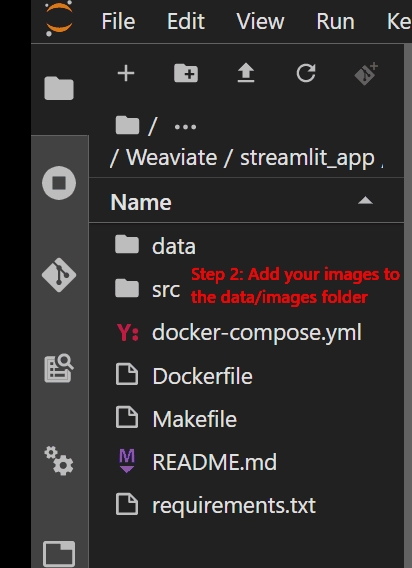 File Edit View Run Ke
/ ...
/ Weaviate / streamlit_app /
Name
data
src
Step 2: Add your images to
the data/images folder
Y: docker-compose.yml
Dockerfile
Makefile
M README.md
requirements.txt